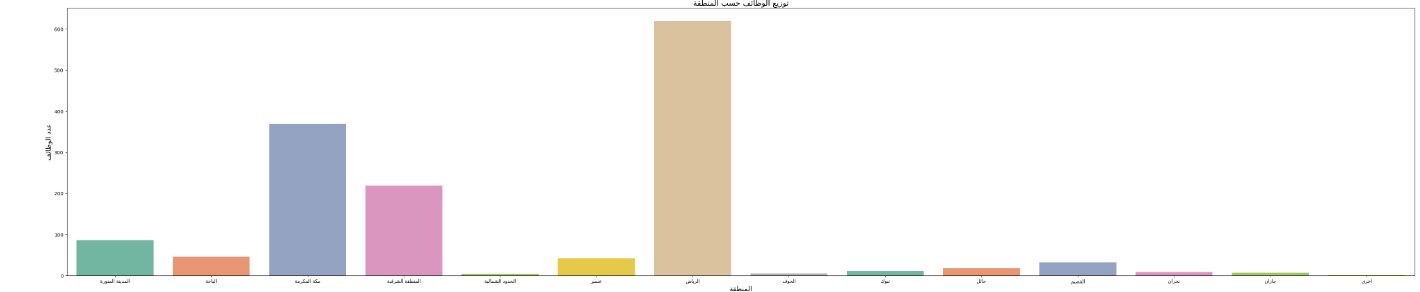 توزيع الوظائف حسب المنطقة
عدد الوظائف
600
500
400
300
200
100
0
المدينة المنورة
الباحة
مكة المكرمة
المنطقة الشرقية
الحدود الشمالية
عسير
الرياض
الجوف
تبوك
حائل
القصيم
نجران
جازان
اخرى
المنطقة